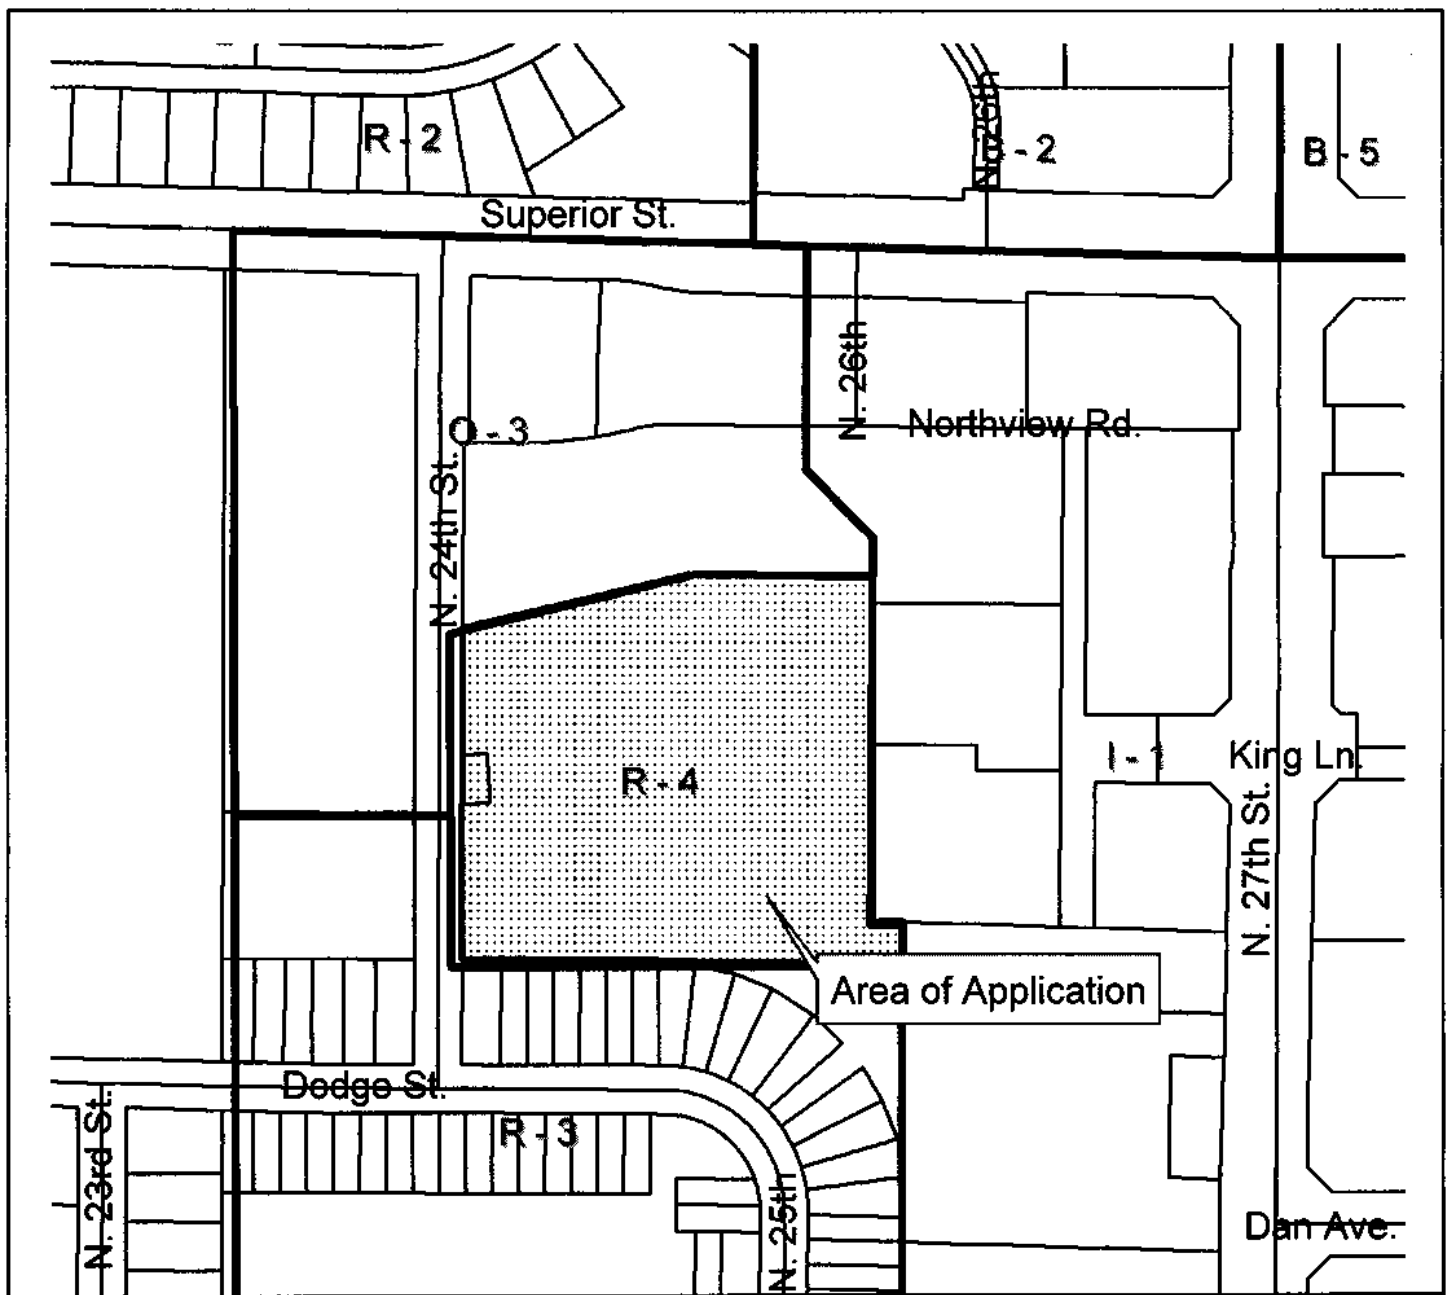 R - 2
N. 26th
- 2
B - 5
Superior St.
N. 26th
Northview Rd.
O - 3
N. 24th St.
R - 4
I - 1
King Ln.
N. 27th St.
Area of Application
Dodge St.
R - 3
N. 23rd St.
N. 25th
Dan Ave.